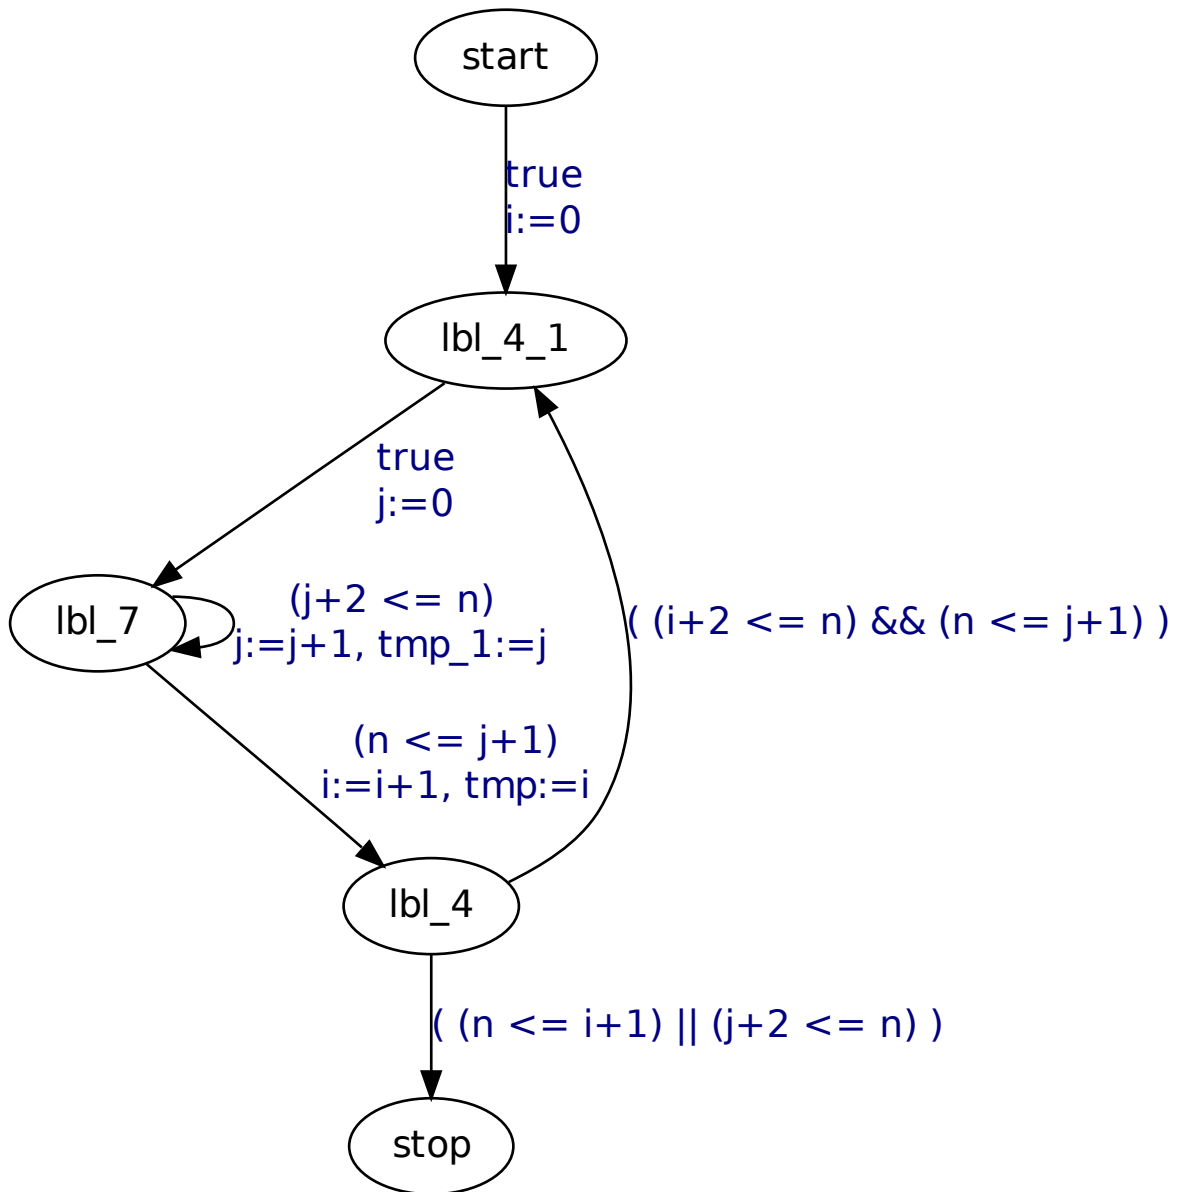 start
true
i:=0
lbl_4_1
true
j:=0
lbl_7
(j+2 <= n)
j:=j+1, tmp_1:=j
( (i+2 <= n) && (n <= j+1) )
(n <= j+1)
i:=i+1, tmp:=i
lbl_4
( (n <= i+1) || (j+2 <= n) )
stop